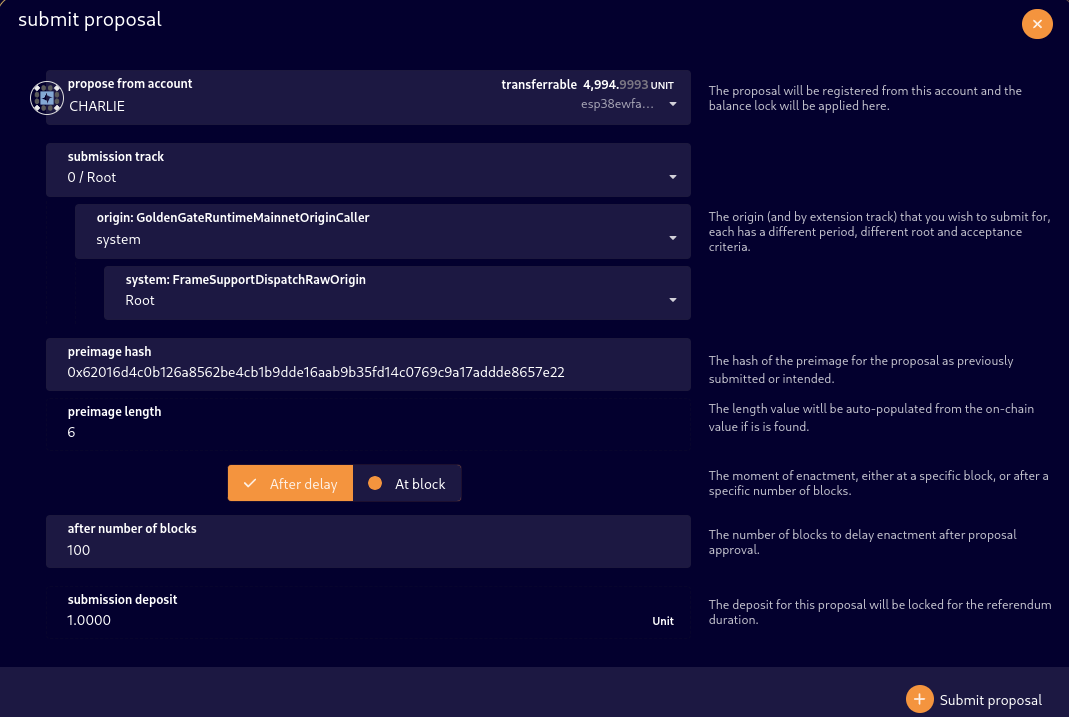 submit proposal
propose from account
transferrable 4,994.9993 UNIT
CHARLIE
esp38ewfa...
The proposal will be registered from this account and the
balance lock will be applied here.
submission track
0 / Root
origin: GoldenGateRuntimeMainnetOriginCaller
system
system: FrameSupportDispatchRawOrigin
Root
The origin (and by extension track) that you wish to submit for,
each has a different period, different root and acceptance
criteria.
preimage hash
0x62016d4c0b126a8562be4cb1b9dde16aab9b35fd14c0769c9a17addde8657e22
The hash of the preimage for the proposal as previously
submitted or intended.
preimage length
6
The length value witll be auto-populated from the on-chain
value if is is found.
After delay
At block
The moment of enactment, either at a specific block, or after a
specific number of blocks.
after number of blocks
100
The number of blocks to delay enactment after proposal
approval.
submission deposit
1.0000
Unit
The deposit for this proposal will be locked for the referendum
duration.
Submit proposal